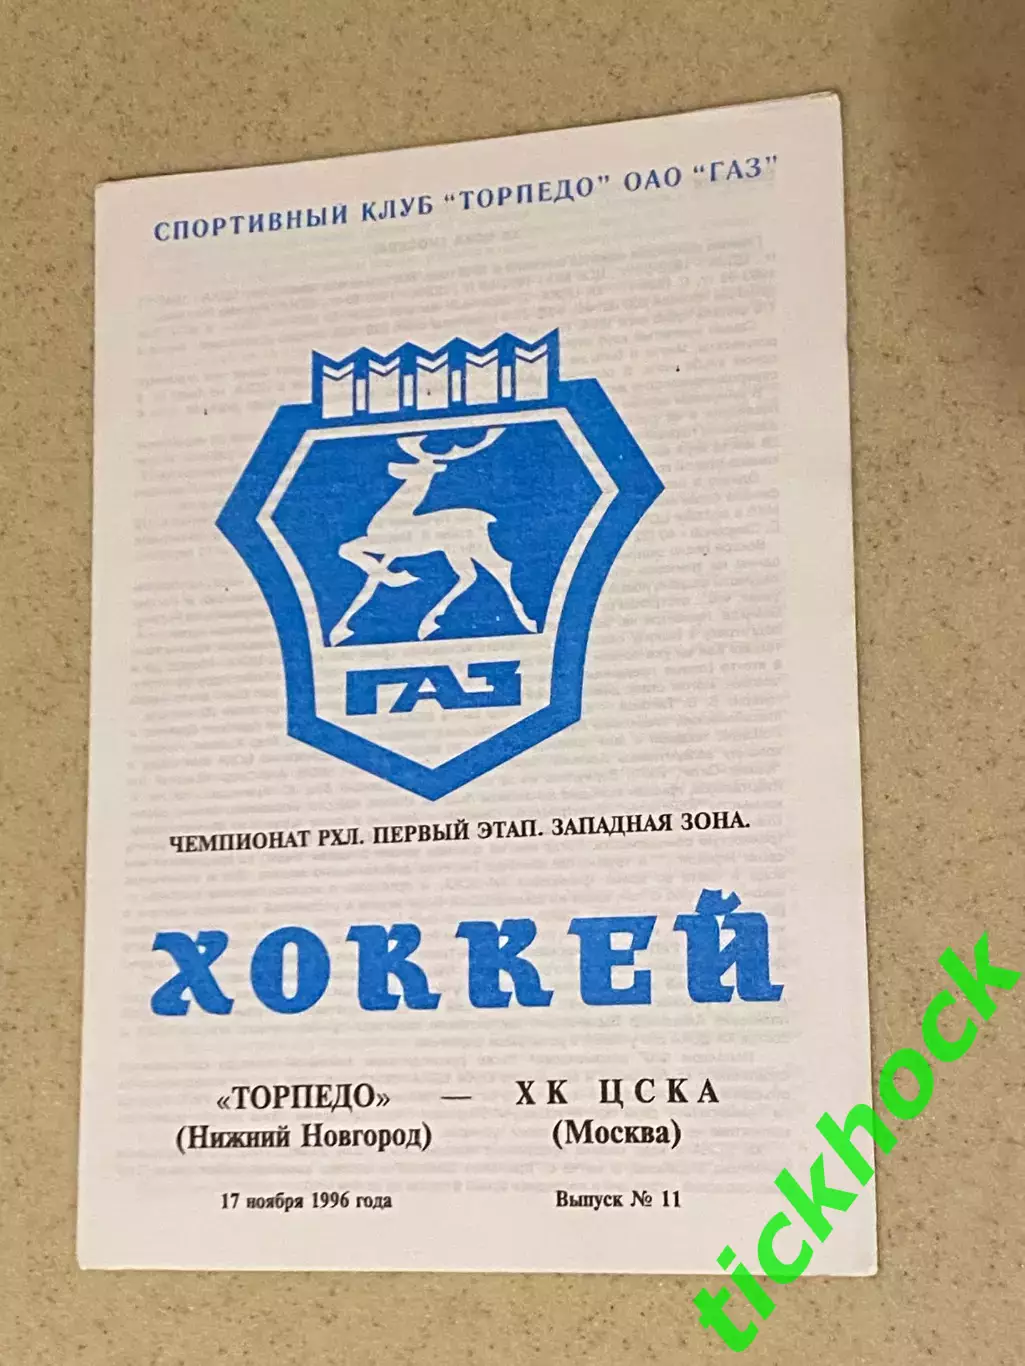 СПОРТИВНЫЙ КЛУБ "ТОРПЕДО" ОАО "ГАЗ"
ГАЗ
ЧЕМПИОНАТ РХЛ. ПЕРВЫЙ ЭТАП. ЗАПАДНАЯ ЗОНА.
ХОККЕЙ
«ТОРПЕДО» — ХК ЦСКА
(Нижний Новгород) (Москва)
17 ноября 1996 года Выпуск № 11
tickhock